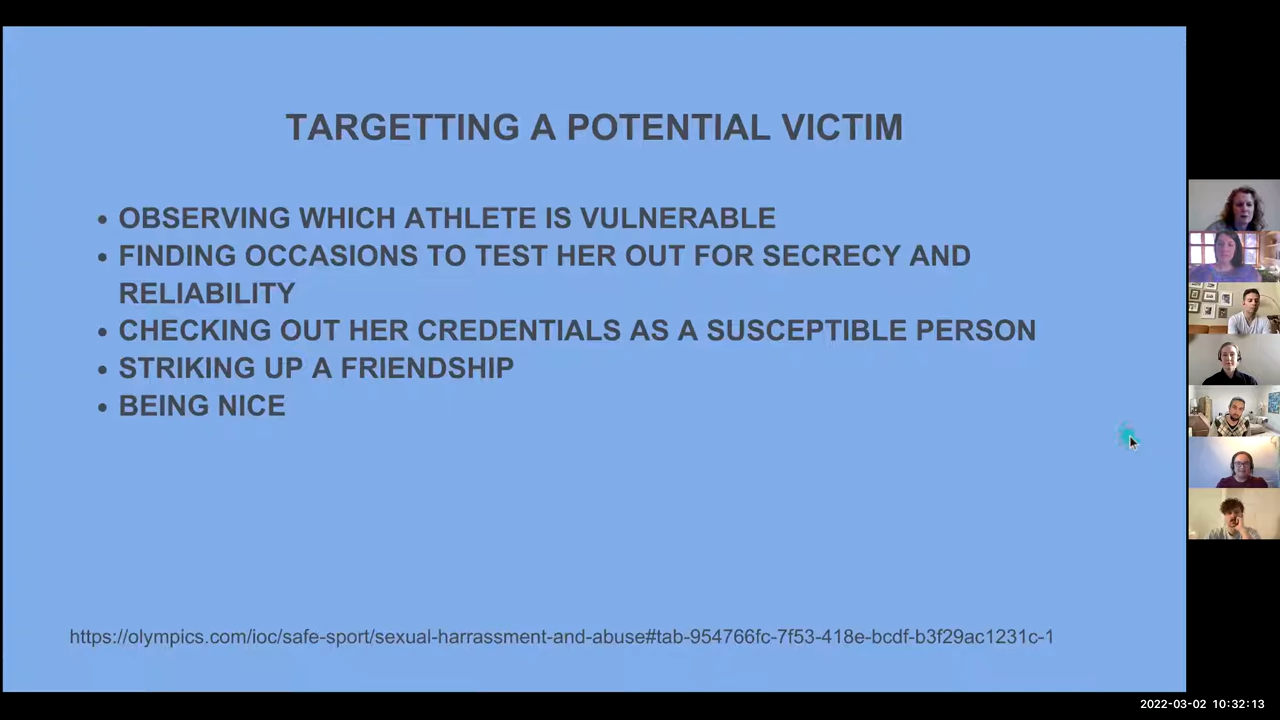 TARGETTING A POTENTIAL VICTIM
• OBSERVING WHICH ATHLETE IS VULNERABLE
• FINDING OCCASIONS TO TEST HER OUT FOR SECRECY AND
RELIABILITY
• CHECKING OUT HER CREDENTIALS AS A SUSCEPTIBLE PERSON
• STRIKING UP A FRIENDSHIP
• BEING NICE
https://olympics.com/ioc/safe-sport/sexual-harrassment-and-abuse#tab-954766fc-7f53-418e-bcdf-b3f29ac1231c-1
2022-03-02 10:32:13